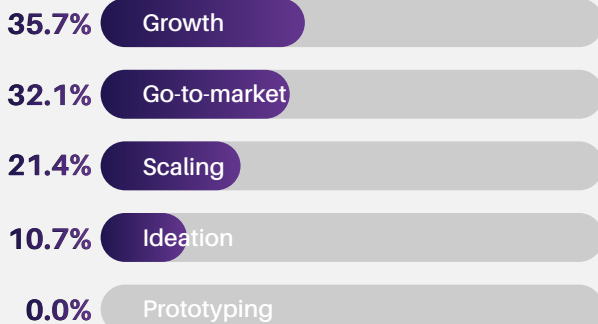 35.7% Growth
32.1% Go-to-market
21.4% Scaling
10.7% Ideation
0.0% Prototyping